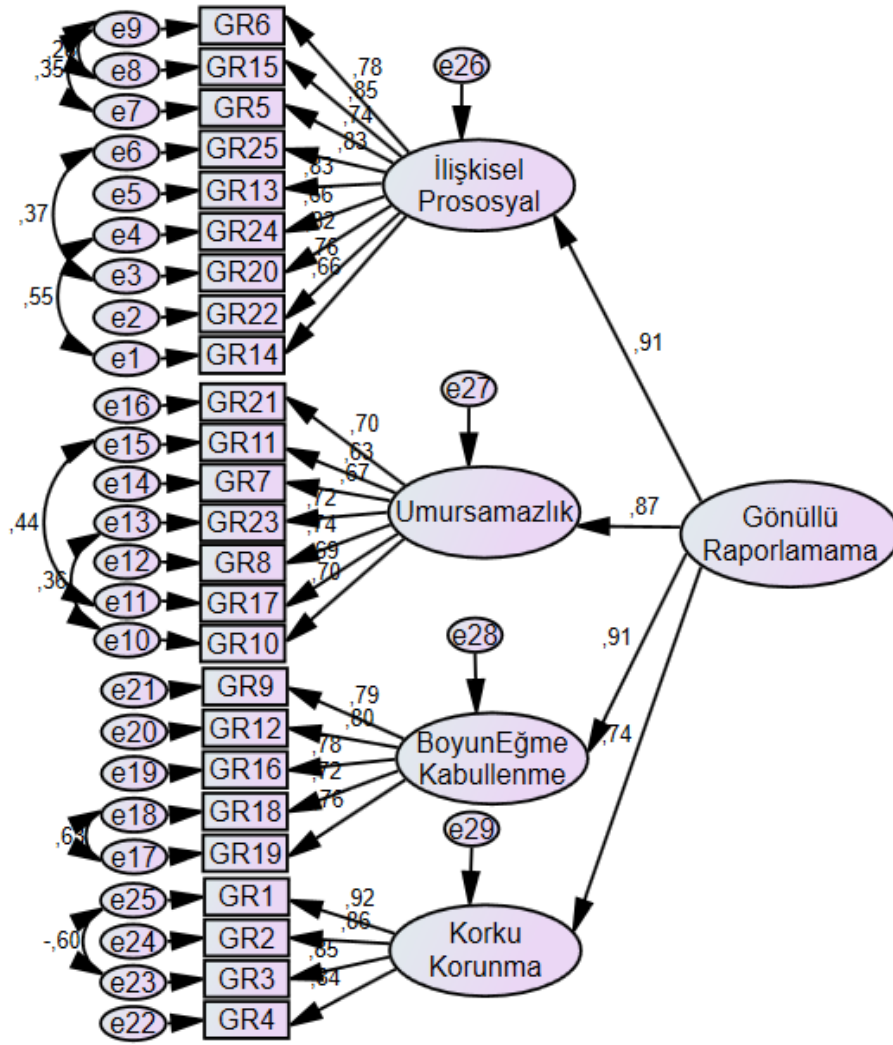 e9 GR6
e8 GR15
e7 GR5
e6 GR25
e5 GR13
e4 GR24
e3 GR20
e2 GR22
e1 GR14
,35
,37
,55
,78
,85
,74
,83
,83
,66
,76
,66
e26
İlişkisel
Prososyal
,91
e16 GR21
e15 GR11
e14 GR7
e13 GR23
e12 GR8
e11 GR17
e10 GR10
,44
,36
,70
,63
,67
,72
,74
,69
,70
e27
Umursamazlık
,87
Gönüllü
Raporlamama
e21 GR9
e20 GR12
e19 GR16
e18 GR18
e17 GR19
,79
,80
,78
,72
,76
e28
BoyunEğme
Kabullenme
,91
,74
e25 GR1
e24 GR2
e23 GR3
e22 GR4
-,60
,92
,86
,85
e29
Korku
Korunma